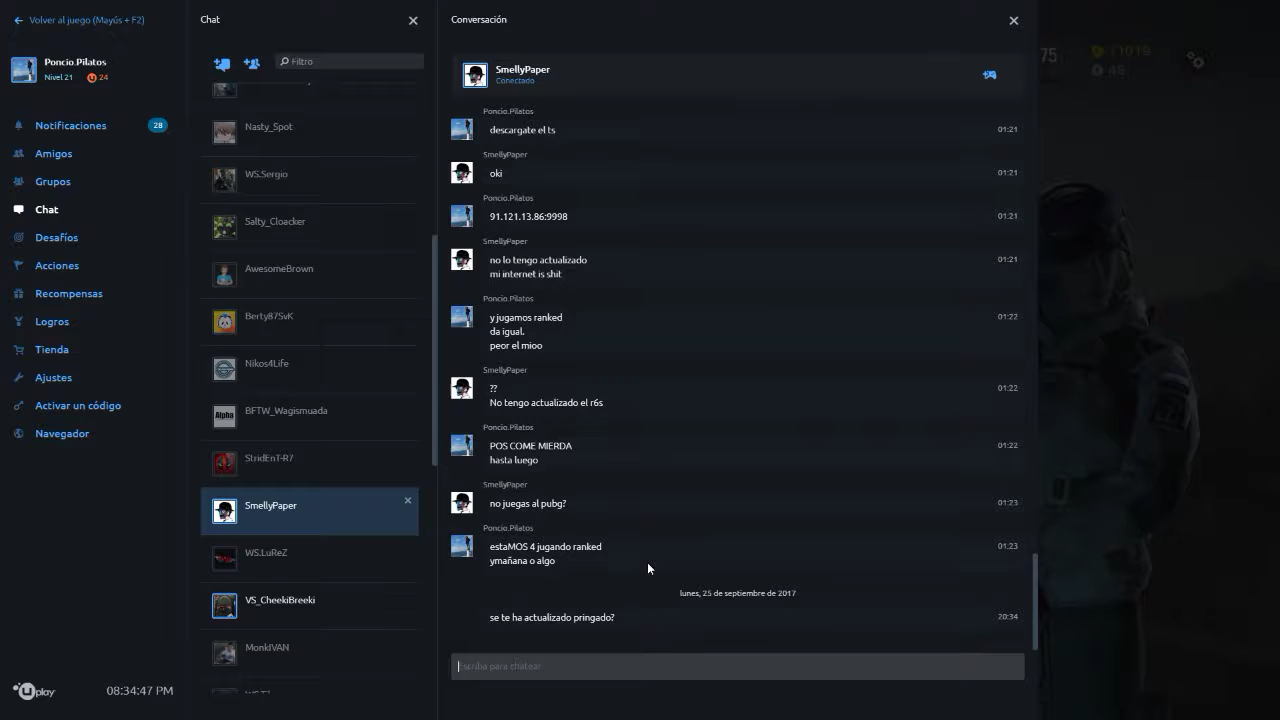 Volver al juego (Mayús + F2)
Poncio.Pilatos
Nivel 21
24
Notificaciones
28
Amigos
Grupos
Chat
Desafíos
Acciones
Recompensas
Logros
Tienda
Ajustes
Activar un código
Navegador
uplay
08:34:47 PM
Chat
Filtro
Nasty_Spot
WS.Sergio
Salty_Cloacker
AwesomeBrown
Berty87SvK
Nikos4Life
Alpha
BFTW_Wagismuada
StridEnT-R7
SmellyPaper
WS.LuReZ
VS_CheekiBreeki
MonkIVAN
Conversación
SmellyPaper
Conectado
Poncio.Pilatos
descargate el ts 01:21
SmellyPaper
oki 01:21
Poncio.Pilatos
91.121.13.86:9998 01:21
SmellyPaper
no lo tengo actualizado 01:21
mi internet is shit
Poncio.Pilatos
y jugamos ranked 01:22
da igual.
peor el mioo
SmellyPaper
?? 01:22
No tengo actualizado el r6s
Poncio.Pilatos
POS COME MIERDA 01:22
hasta luego
SmellyPaper
no juegas al pubg? 01:23
Poncio.Pilatos
estaMOS 4 jugando ranked 01:23
ymañana o algo
lunes, 25 de septiembre de 2017
se te ha actualizado pringado? 20:34
Escriba para chatear
75